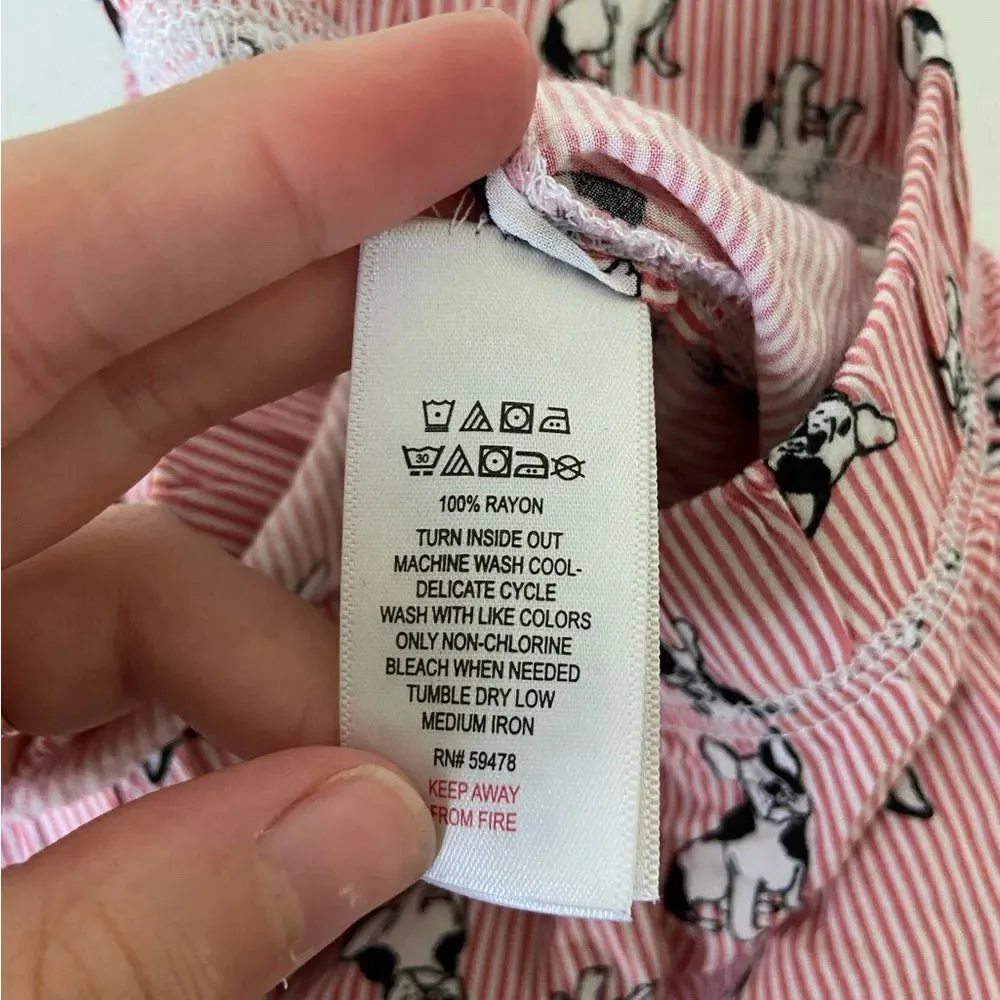 30
100% RAYON
TURN INSIDE OUT
MACHINE WASH COOL-
DELICATE CYCLE
WASH WITH LIKE COLORS
ONLY NON-CHLORINE
BLEACH WHEN NEEDED
TUMBLE DRY LOW
MEDIUM IRON
RN# 59478
KEEP AWAY
FROM FIRE